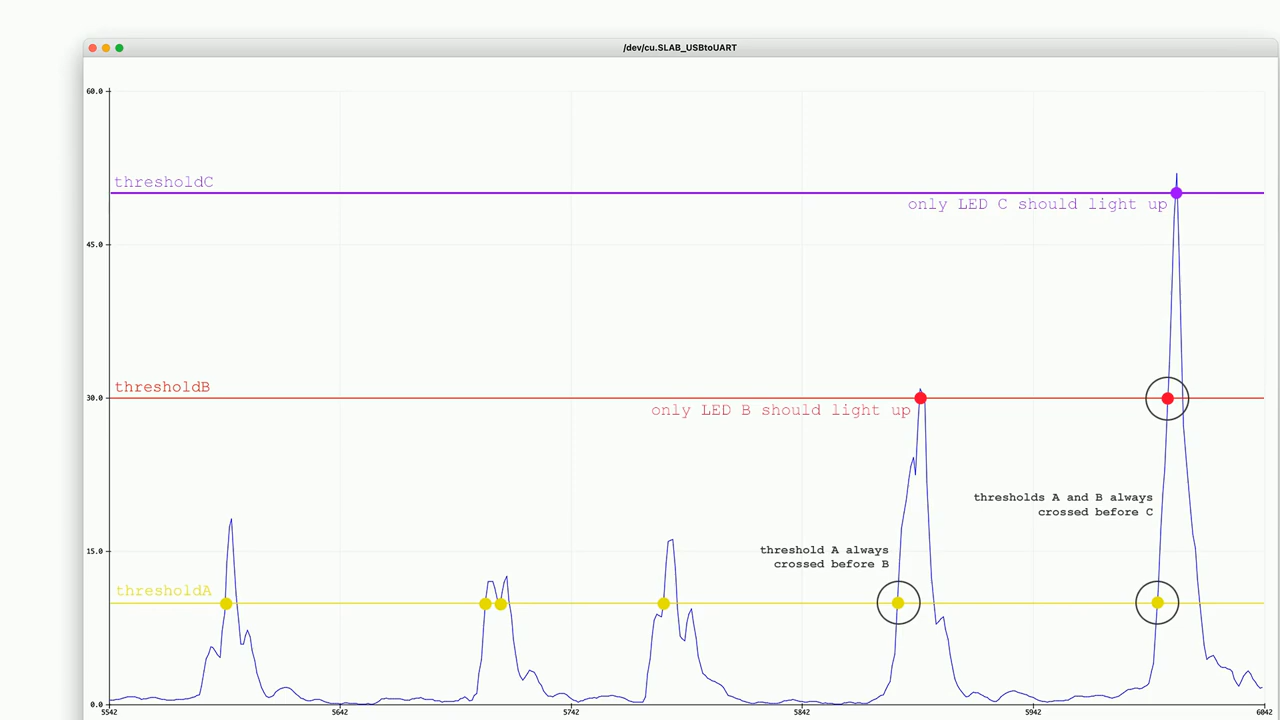 /dev/cu.SLAB_USBtoUART
60.0
thresholdC
only LED C should light up
45.0
thresholdB
30.0
only LED B should light up
thresholds A and B always
crossed before C
15.0
threshold A always
crossed before B
thresholdA
0.0
5542
5642
5742
5842
5942
6042